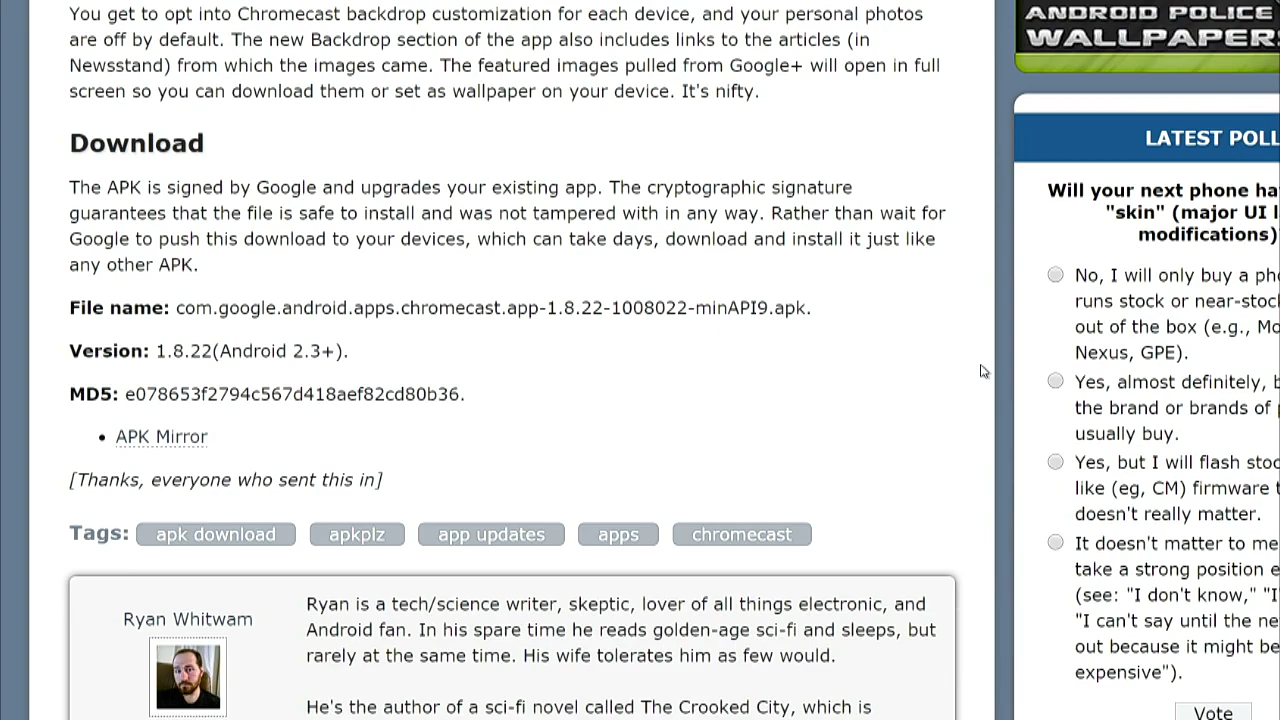 You get to opt into Chromecast backdrop customization for each device, and your personal photos
are off by default. The new Backdrop section of the app also includes links to the articles (in
Newsstand) from which the images came. The featured images pulled from Google+ will open in full
screen so you can download them or set as wallpaper on your device. It's nifty.
Download
The APK is signed by Google and upgrades your existing app. The cryptographic signature
guarantees that the file is safe to install and was not tampered with in any way. Rather than wait for
Google to push this download to your devices, which can take days, download and install it just like
any other APK.
File name: com.google.android.apps.chromecast.app-1.8.22-1008022-minAPI9.apk.
Version: 1.8.22(Android 2.3+).
MD5: e078653f2794c567d418aef82cd80b36.
• APK Mirror
[Thanks, everyone who sent this in]
Tags: apk download apkplz app updates apps chromecast
Ryan Whitwam
Ryan is a tech/science writer, skeptic, lover of all things electronic, and
Android fan. In his spare time he reads golden-age sci-fi and sleeps, but
rarely at the same time. His wife tolerates him as few would.
He's the author of a sci-fi novel called The Crooked City, which is
ANDROID POLICE
WALLPAPER
LATEST POLL
Will your next phone ha
"skin" (major UI l
modifications)
No, I will only buy a pho
runs stock or near-stoc
out of the box (e.g., Mo
Nexus, GPE).
Yes, almost definitely, b
the brand or brands of p
usually buy.
Yes, but I will flash stoc
like (eg, CM) firmware t
doesn't really matter.
It doesn't matter to me
take a strong position e
(see: "I don't know," "I
"I can't say until the ne
out because it might be
expensive").
Vote